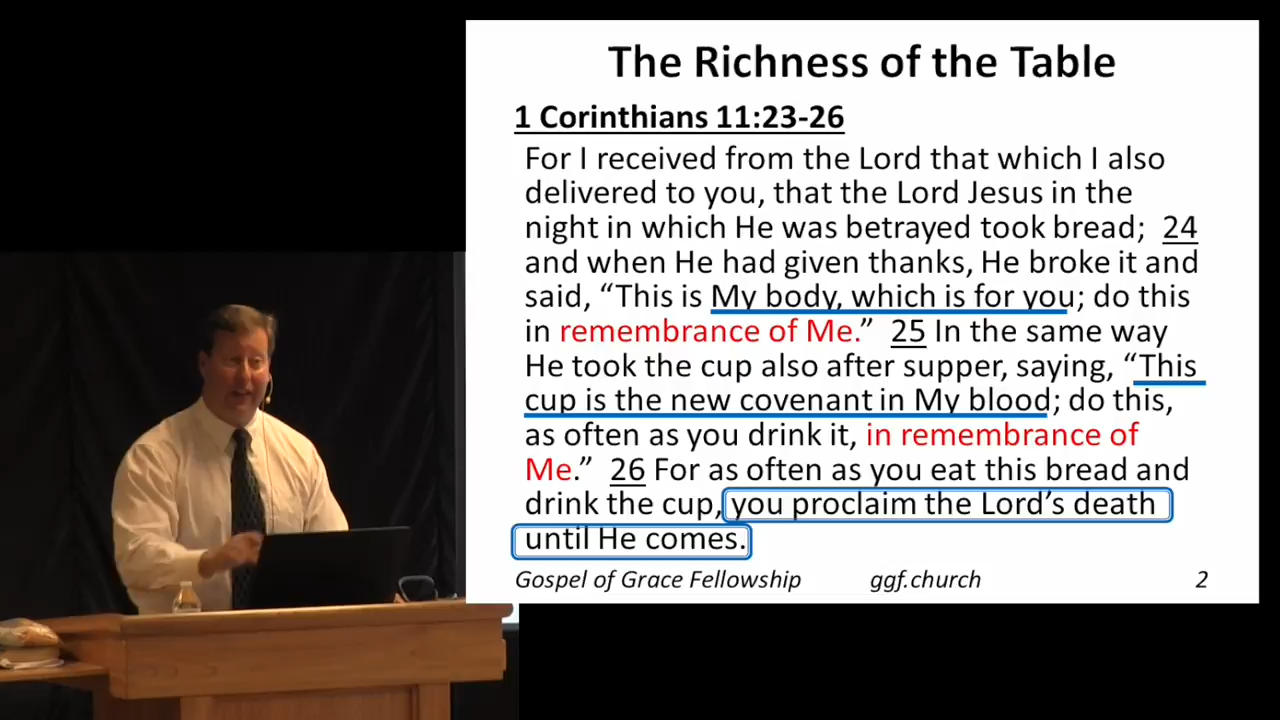 The Richness of the Table
1 Corinthians 11:23-26
For I received from the Lord that which I also
delivered to you, that the Lord Jesus in the
night in which He was betrayed took bread;  24
and when He had given thanks, He broke it and
said, “This is My body, which is for you; do this
in remembrance of Me.”  25 In the same way
He took the cup also after supper, saying, “This
cup is the new covenant in My blood; do this,
as often as you drink it, in remembrance of
Me.”  26 For as often as you eat this bread and
drink the cup, you proclaim the Lord’s death
until He comes.
Gospel of Grace Fellowship ggf.church 2